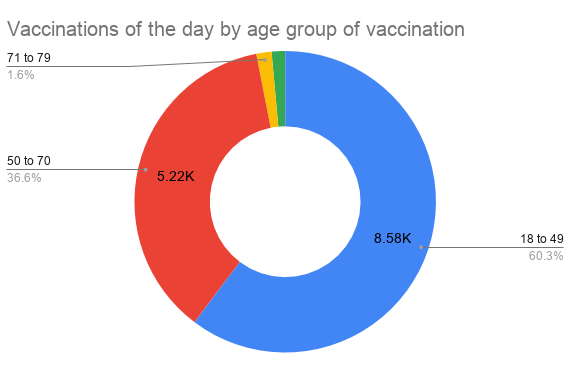 Vaccinations of the day by age group of vaccination
71 to 79
1.6%
50 to 70
36.6%
5.22K
8.58K
18 to 49
60.3%